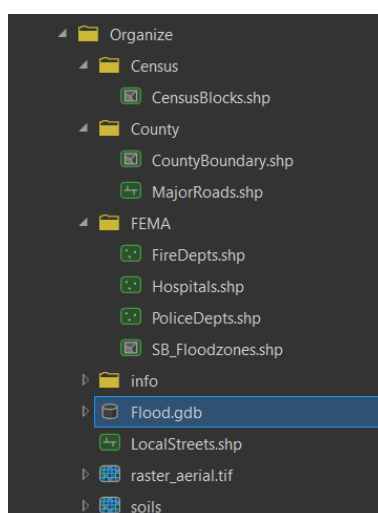 Organize
Census
CensusBlocks.shp
County
CountyBoundary.shp
MajorRoads.shp
FEMA
FireDepts.shp
Hospitals.shp
PoliceDepts.shp
SB_Floodzones.shp
info
Flood.gdb
LocalStreets.shp
raster_aerial.tif
soils